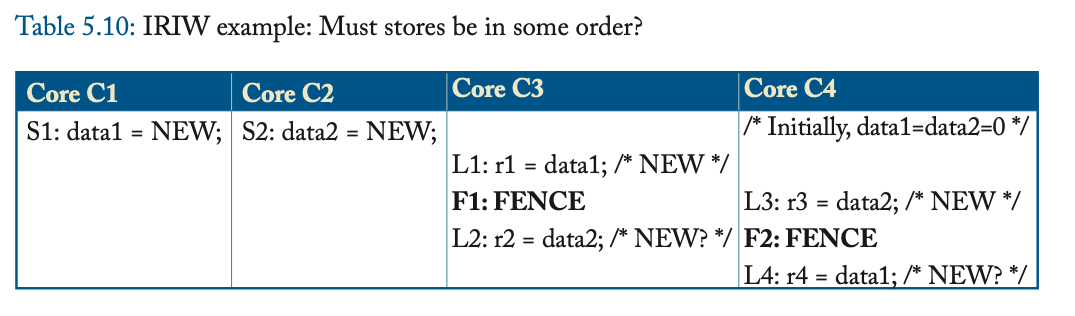 Table 5.10: IRIW example: Must stores be in some order?
Core C1 Core C2 Core C3 Core C4
S1: data1 = NEW; S2: data2 = NEW; /* Initially, data1=data2=0 */
L1: r1 = data1; /* NEW */
F1: FENCE L3: r3 = data2; /* NEW */
L2: r2 = data2; /* NEW? */ F2: FENCE
L4: r4 = data1; /* NEW? */